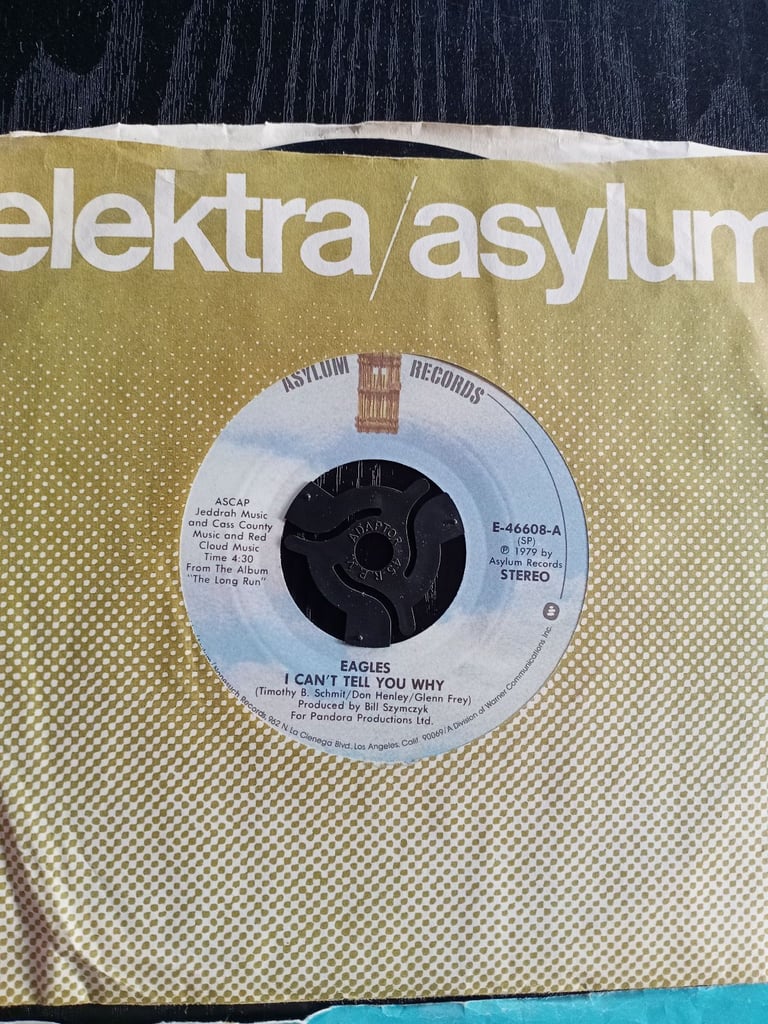 elektra/asylum
ASYLUM RECORDS
ASCAP
Jeddrah Music
and Cass County
Music and Red
Cloud Music
Time 4:30
From The Album
"The Long Run"
ADAPTOR
E-46608-A
(SP)
℗ 1979 by
Asylum Records
STEREO
EAGLES
I CAN'T TELL YOU WHY
(Timothy B. Schmit/Don Henley/Glenn Frey)
Produced by Bill Szymczyk
For Pandora Productions Ltd.
Records, 962 N. La Cienega Blvd, Los Angeles, Calif. 90069/A Division of Warner Communications Inc.